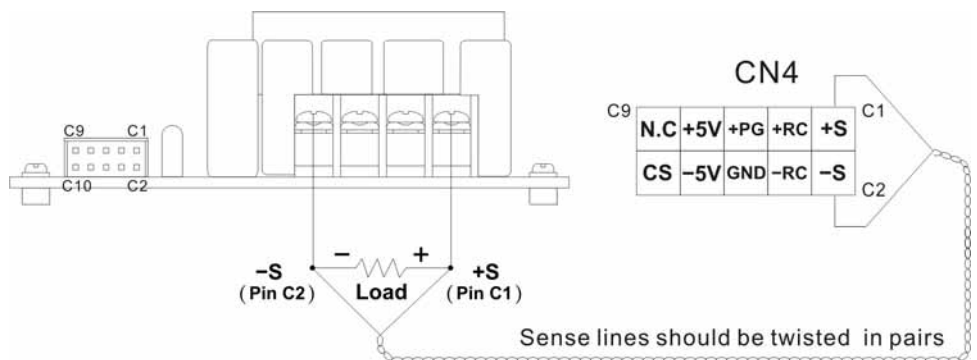 CN4
C9 C1
N.C +5V +PG +RC +S
CS −5V GND −RC −S
C2
C9 C1
C10 C2
− +
−S Load +S
(Pin C2) (Pin C1)
Sense lines should be twisted in pairs